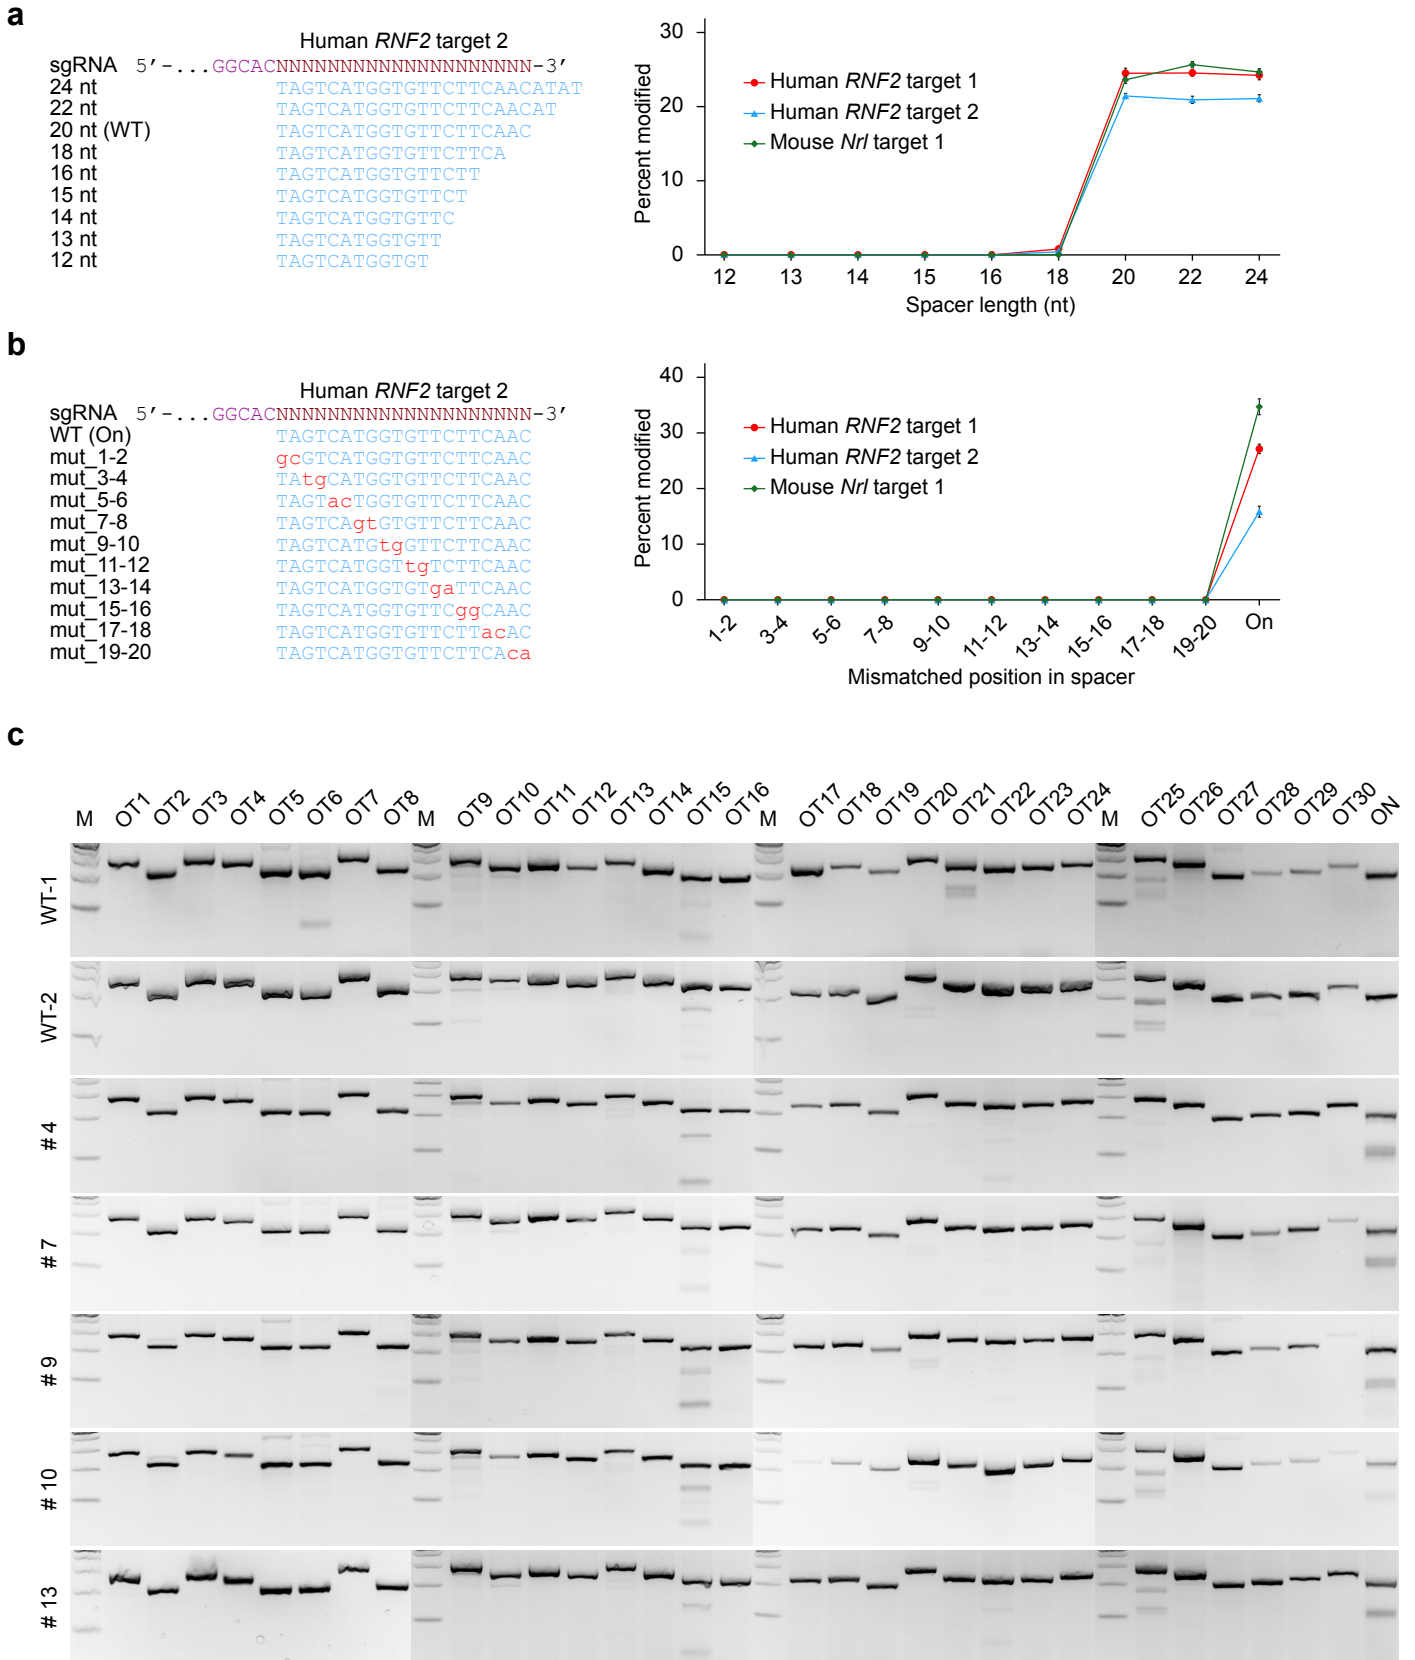 a
Human RNF2 target 2
sgRNA 5′-...GGCACNNNNNNNNNNNNNNNNNNNN-3′
24 nt TAGTCATGGTGTTCTTCAACATAT
22 nt TAGTCATGGTGTTCTTCAACAT
20 nt (WT) TAGTCATGGTGTTCTTCAAC
18 nt TAGTCATGGTGTTCTTCA
16 nt TAGTCATGGTGTTCTT
15 nt TAGTCATGGTGTTCT
14 nt TAGTCATGGTGTTC
13 nt TAGTCATGGTGTT
12 nt TAGTCATGGTGT
Percent modified
30
20
10
0
Human RNF2 target 1
Human RNF2 target 2
Mouse Nrl target 1
12 13 14 15 16 18 20 22 24
Spacer length (nt)
b
Human RNF2 target 2
sgRNA 5′-...GGCACNNNNNNNNNNNNNNNNNNNN-3′
WT (On) TAGTCATGGTGTTCTTCAAC
mut_1-2 gcGTCATGGTGTTCTTCAAC
mut_3-4 TAtgCATGGTGTTCTTCAAC
mut_5-6 TAGTacTGGTGTTCTTCAAC
mut_7-8 TAGTCAgtGTGTTCTTCAAC
mut_9-10 TAGTCATGtgGTTCTTCAAC
mut_11-12 TAGTCATGGTtgTCTTCAAC
mut_13-14 TAGTCATGGTGTgaTTCAAC
mut_15-16 TAGTCATGGTGTTCggCAAC
mut_17-18 TAGTCATGGTGTTCTTacAC
mut_19-20 TAGTCATGGTGTTCTTCAca
Percent modified
40
30
20
10
0
Human RNF2 target 1
Human RNF2 target 2
Mouse Nrl target 1
1-2 3-4 5-6 7-8 9-10 11-12 13-14 15-16 17-18 19-20 On
Mismatched position in spacer
c
M OT1 OT2 OT3 OT4 OT5 OT6 OT7 OT8 M OT9 OT10 OT11 OT12 OT13 OT14 OT15 OT16 M OT17 OT18 OT19 OT20 OT21 OT22 OT23 OT24 M OT25 OT26 OT27 OT28 OT29 OT30 ON
WT-1
WT-2
# 4
# 7
# 9
# 10
# 13